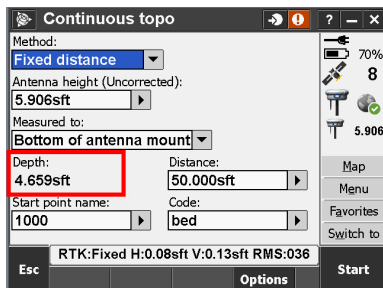 Continuous topo ? – ×
Method:
Fixed distance
70%
Antenna height (Uncorrected):
8
5.906sft
Measured to:
5.906
Bottom of antenna mount
Depth: Distance:
Map
4.659sft 50.000sft
Menu
Start point name: Code:
Favorites
1000 bed
Switch to
RTK:Fixed H:0.08sft V:0.13sft RMS:036
Esc Options Start